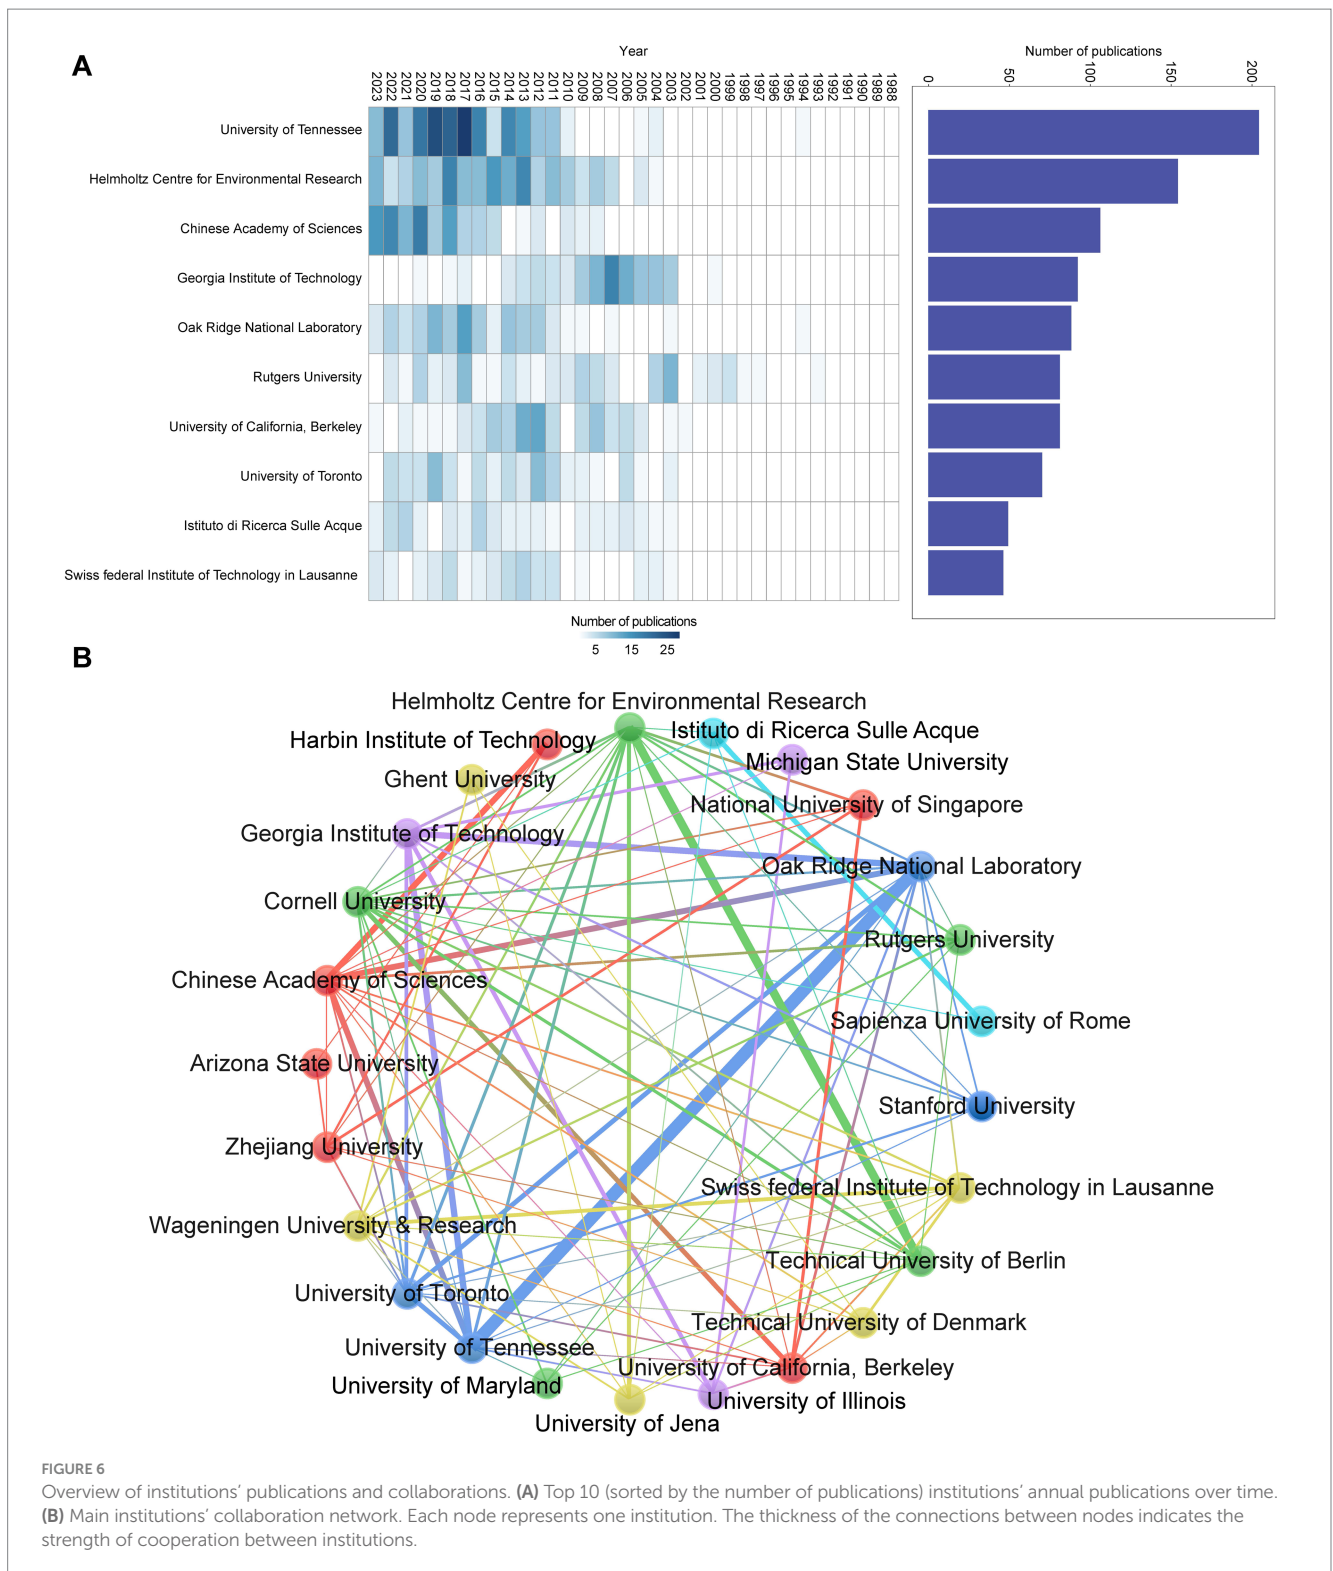 A
Year
Number of publications
2023 2022 2021 2020 2019 2018 2017 2016 2015 2014 2013 2012 2011 2010 2009 2008 2007 2006 2005 2004 2003 2002 2001 2000 1999 1998 1997 1996 1995 1994 1993 1992 1991 1990 1989 1988
0 50 100 150 200
University of Tennessee
Helmholtz Centre for Environmental Research
Chinese Academy of Sciences
Georgia Institute of Technology
Oak Ridge National Laboratory
Rutgers University
University of California, Berkeley
University of Toronto
Istituto di Ricerca Sulle Acque
Swiss federal Institute of Technology in Lausanne
Number of publications
5 15 25
B
Helmholtz Centre for Environmental Research
Istituto di Ricerca Sulle Acque
Harbin Institute of Technology
Michigan State University
Ghent University
National University of Singapore
Georgia Institute of Technology
Oak Ridge National Laboratory
Cornell University
Rutgers University
Chinese Academy of Sciences
Sapienza University of Rome
Arizona State University
Stanford University
Zhejiang University
Swiss federal Institute of Technology in Lausanne
Wageningen University & Research
Technical University of Berlin
University of Toronto
Technical University of Denmark
University of Tennessee
University of California, Berkeley
University of Maryland
University of Illinois
University of Jena
FIGURE 6
Overview of institutions' publications and collaborations. (A) Top 10 (sorted by the number of publications) institutions' annual publications over time.
(B) Main institutions' collaboration network. Each node represents one institution. The thickness of the connections between nodes indicates the
strength of cooperation between institutions.